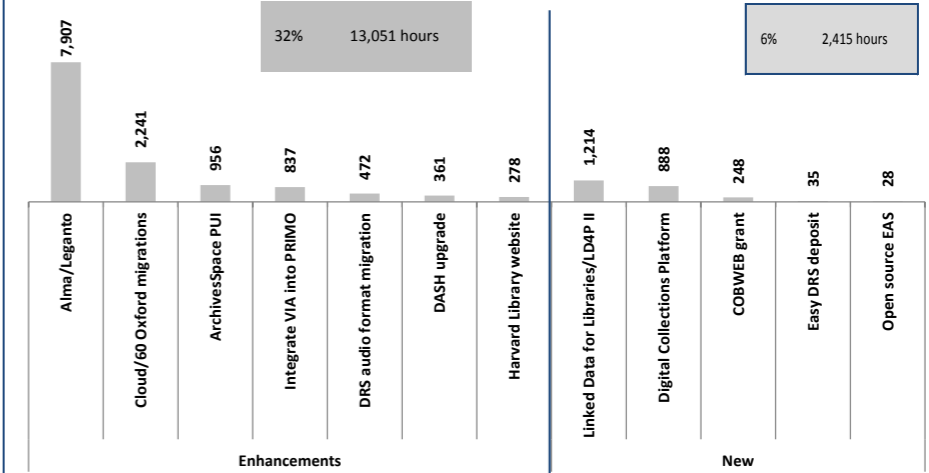 32% 13,051 hours
6% 2,415 hours
7,907
2,241
956
837
472
361
278
1,214
888
248
35
28
Alma/Leganto
Cloud/60 Oxford migrations
ArchivesSpace PUI
Integrate VIA into PRIMO
DRS audio format migration
DASH upgrade
Harvard Library website
Linked Data for Libraries/LD4P II
Digital Collections Platform
COBWEB grant
Easy DRS deposit
Open source EAS
Enhancements
New